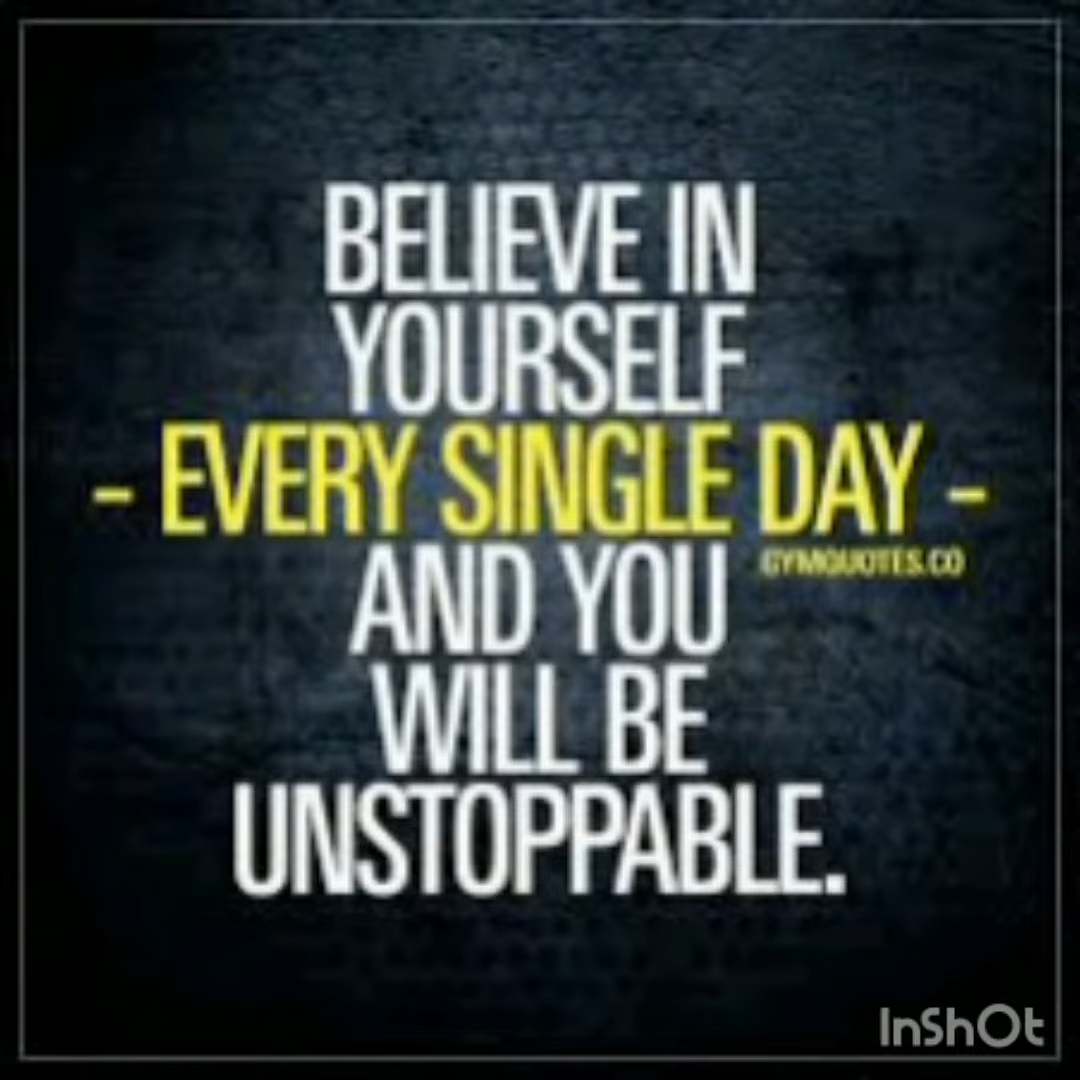 BELIEVE IN
YOURSELF
- EVERY SINGLE DAY -
GYMQUOTES.CO
AND YOU
WILL BE
UNSTOPPABLE.
InShOt